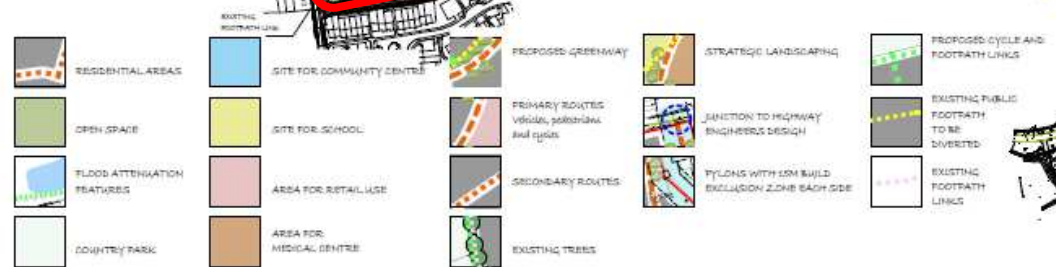 EXISTING
FOOTPATH LINK
RESIDENTIAL AREAS
OPEN SPACE
FLOOD ATTENUATION
FEATURES
COUNTRY PARK
SITE FOR COMMUNITY CENTRE
SITE FOR SCHOOL
AREA FOR RETAIL USE
AREA FOR
MEDICAL CENTRE
PROPOSED GREENWAY
PRIMARY ROUTES
Vehicles, pedestrians
and cycles
SECONDARY ROUTES
EXISTING TREES
STRATEGIC LANDSCAPING
JUNCTION TO HIGHWAY
ENGINEERS DESIGN
PYLONS WITH 15M BUILD
EXCLUSION ZONE EACH SIDE
PROPOSED CYCLE AND
FOOTPATH LINKS
EXISTING PUBLIC
FOOTPATH
TO BE
DIVERTED
EXISTING
FOOTPATH
LINKS